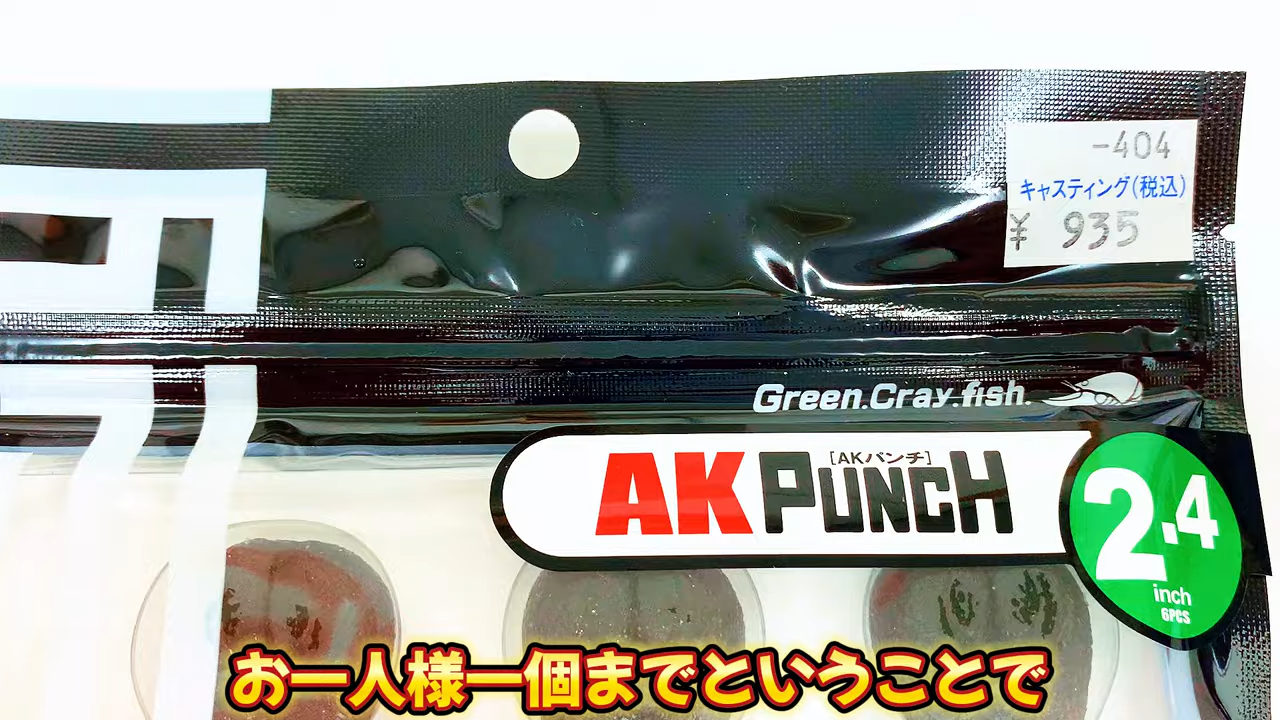 -404
キャスティング(税込)
¥ 935
Green.Cray.fish.
[AKパンチ]
AK PUNCH
2.4
inch
6PCS
お一人様一個までということで